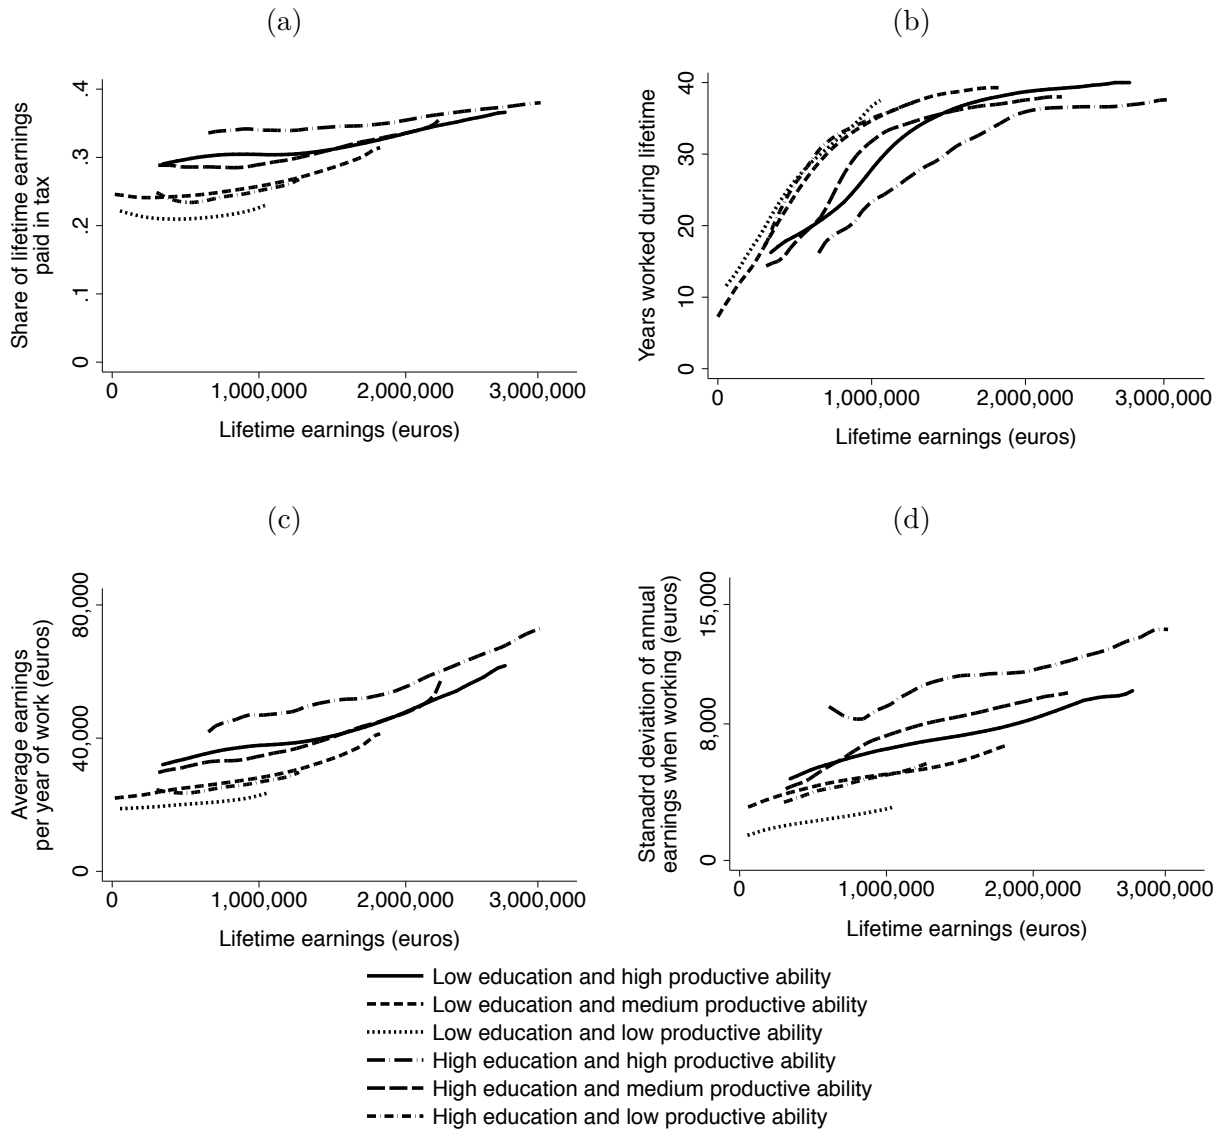 (a)
Share of lifetime earnings
paid in tax
.4
.3
.2
.1
0
0 1,000,000 2,000,000 3,000,000
Lifetime earnings (euros)
(b)
Years worked during lifetime
40
30
20
10
0
0 1,000,000 2,000,000 3,000,000
Lifetime earnings (euros)
(c)
Average earnings
per year of work (euros)
80,000
40,000
0
0 1,000,000 2,000,000 3,000,000
Lifetime earnings (euros)
(d)
Stanadrd deviation of annual
earnings when working (euros)
15,000
8,000
0
0 1,000,000 2,000,000 3,000,000
Lifetime earnings (euros)
Low education and high productive ability
Low education and medium productive ability
Low education and low productive ability
High education and high productive ability
High education and medium productive ability
High education and low productive ability